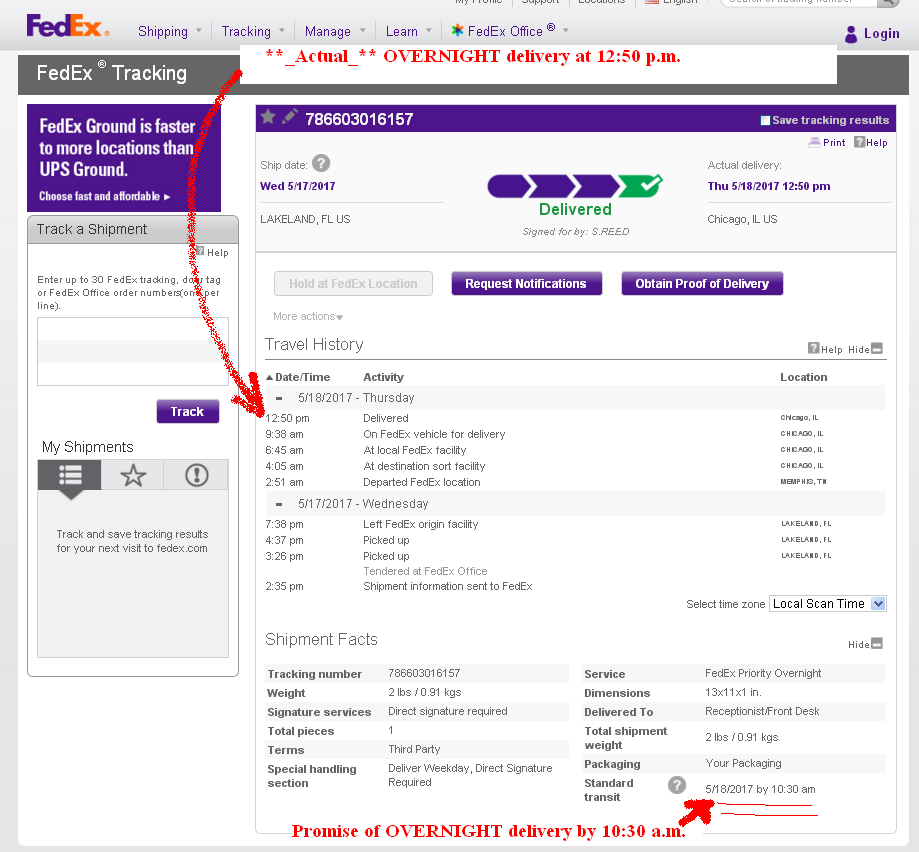 My Profile Support Locations English Search or tracking number
FedEx®
Shipping Tracking Manage Learn FedEx Office ® Login
**_Actual_** OVERNIGHT delivery at 12:50 p.m.
FedEx ® Tracking
FedEx Ground is faster
to more locations than
UPS Ground.
Choose fast and affordable
Track a Shipment
Help
Enter up to 30 FedEx tracking, door tag
or FedEx Office order numbers(one per
line).
Track
My Shipments
Track and save tracking results
for your next visit to fedex.com
786603016157
Save tracking results
Print Help
Ship date: ?
Wed 5/17/2017
LAKELAND, FL US
Delivered
Signed for by: S.REED
Actual delivery:
Thu 5/18/2017 12:50 pm
Chicago, IL US
Hold at FedEx Location Request Notifications Obtain Proof of Delivery
More actions
Travel History
? Help Hide
Date/Time Activity Location
- 5/18/2017 - Thursday
12:50 pm Delivered Chicago, IL
9:38 am On FedEx vehicle for delivery CHICAGO, IL
6:45 am At local FedEx facility CHICAGO, IL
4:05 am At destination sort facility CHICAGO, IL
2:51 am Departed FedEx location MEMPHIS, TN
- 5/17/2017 - Wednesday
7:38 pm Left FedEx origin facility LAKELAND, FL
4:37 pm Picked up LAKELAND, FL
3:26 pm Picked up LAKELAND, FL
Tendered at FedEx Office
2:35 pm Shipment information sent to FedEx
Select time zone Local Scan Time
Shipment Facts
Hide
Tracking number 786603016157
Weight 2 lbs / 0.91 kgs
Signature services Direct signature required
Total pieces 1
Terms Third Party
Special handling Deliver Weekday, Direct Signature
section Required
Service FedEx Priority Overnight
Dimensions 13x11x1 in.
Delivered To Receptionist/Front Desk
Total shipment
weight 2 lbs / 0.91 kgs
Packaging Your Packaging
Standard
transit ? 5/18/2017 by 10:30 am
Promise of OVERNIGHT delivery by 10:30 a.m.